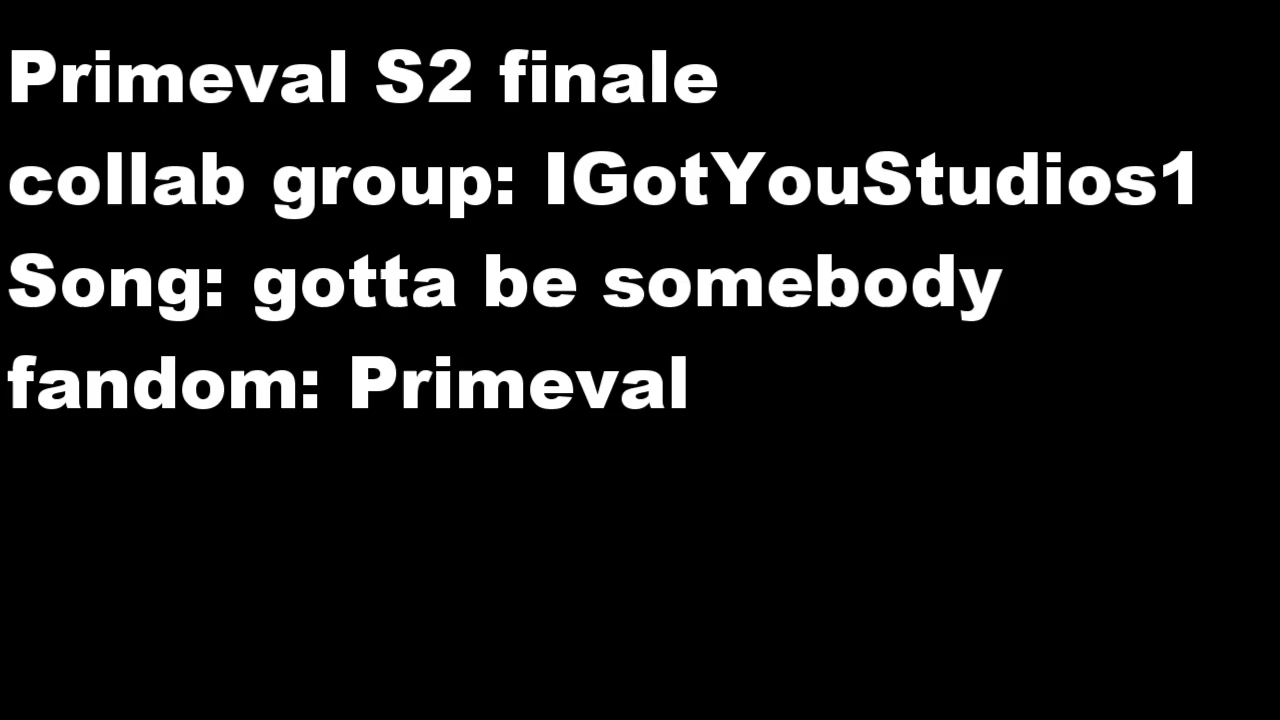 Primeval S2 finale
collab group: IGotYouStudios1
Song: gotta be somebody
fandom: Primeval